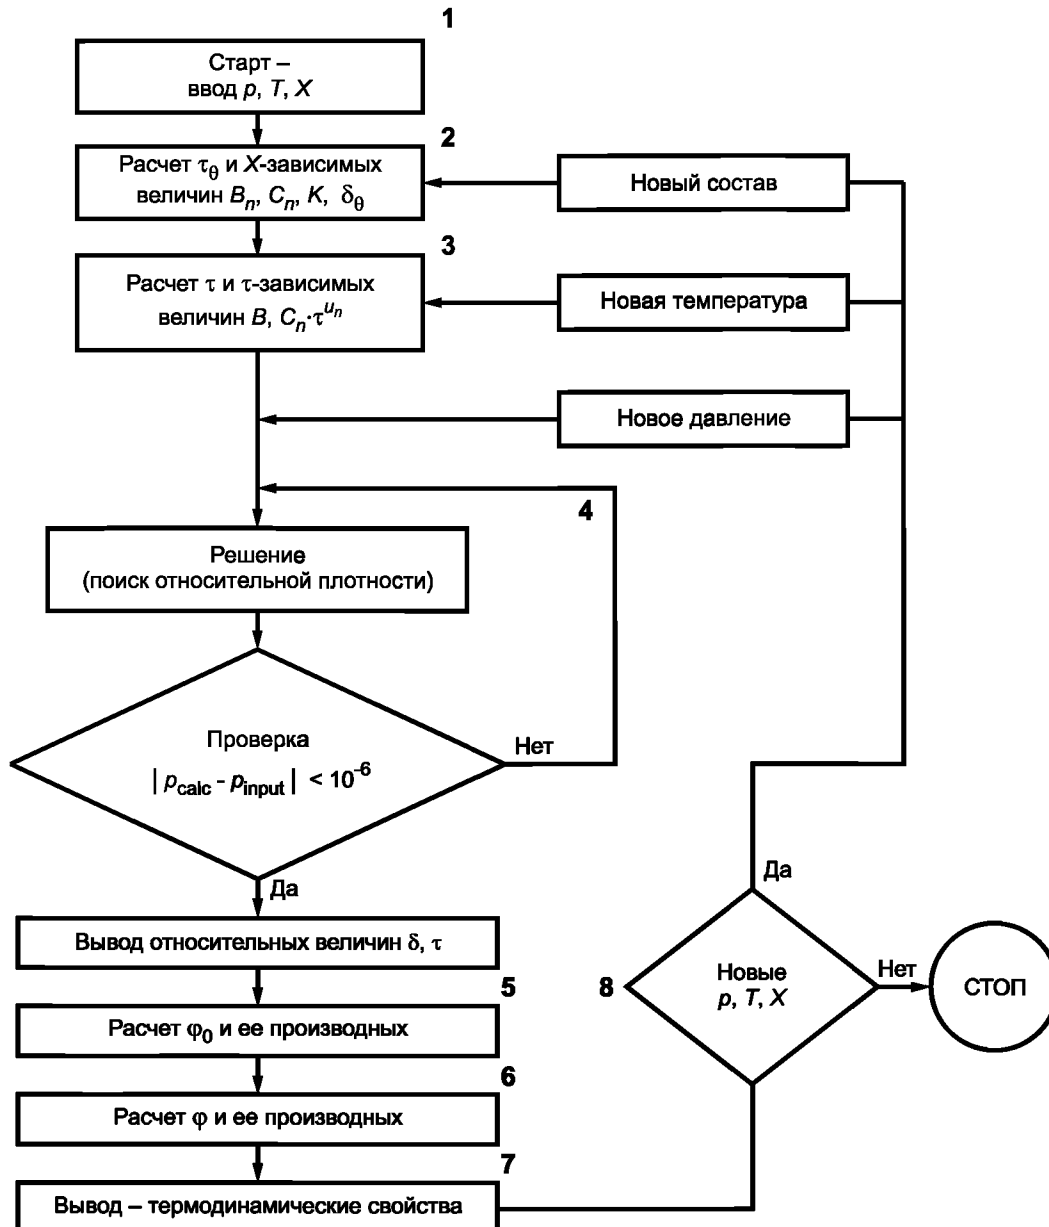 1
Старт –
ввод p, T, X
2
Расчет τθ и X-зависимых
величин Bn, Cn, K, δθ
Новый состав
3
Расчет τ и τ-зависимых
величин B, Cn·τ^un
Новая температура
Новое давление
4
Решение
(поиск относительной плотности)
Проверка
| pcalc - pinput | < 10^–6
Нет
Да
Вывод относительных величин δ, τ
5
Расчет φ0 и ее производных
6
Расчет φ и ее производных
7
Вывод – термодинамические свойства
Да
8
Новые
p, T, X
Нет
СТОП